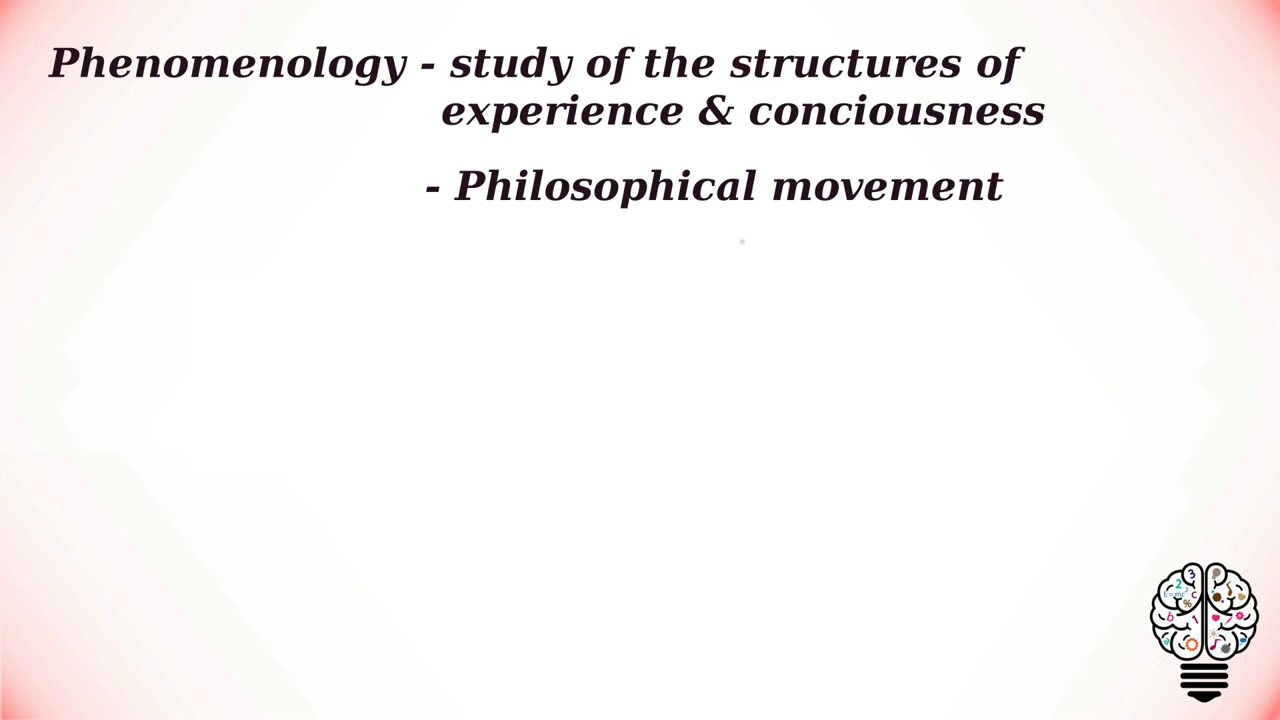 Phenomenology - study of the structures of
experience & conciousness
- Philosophical movement